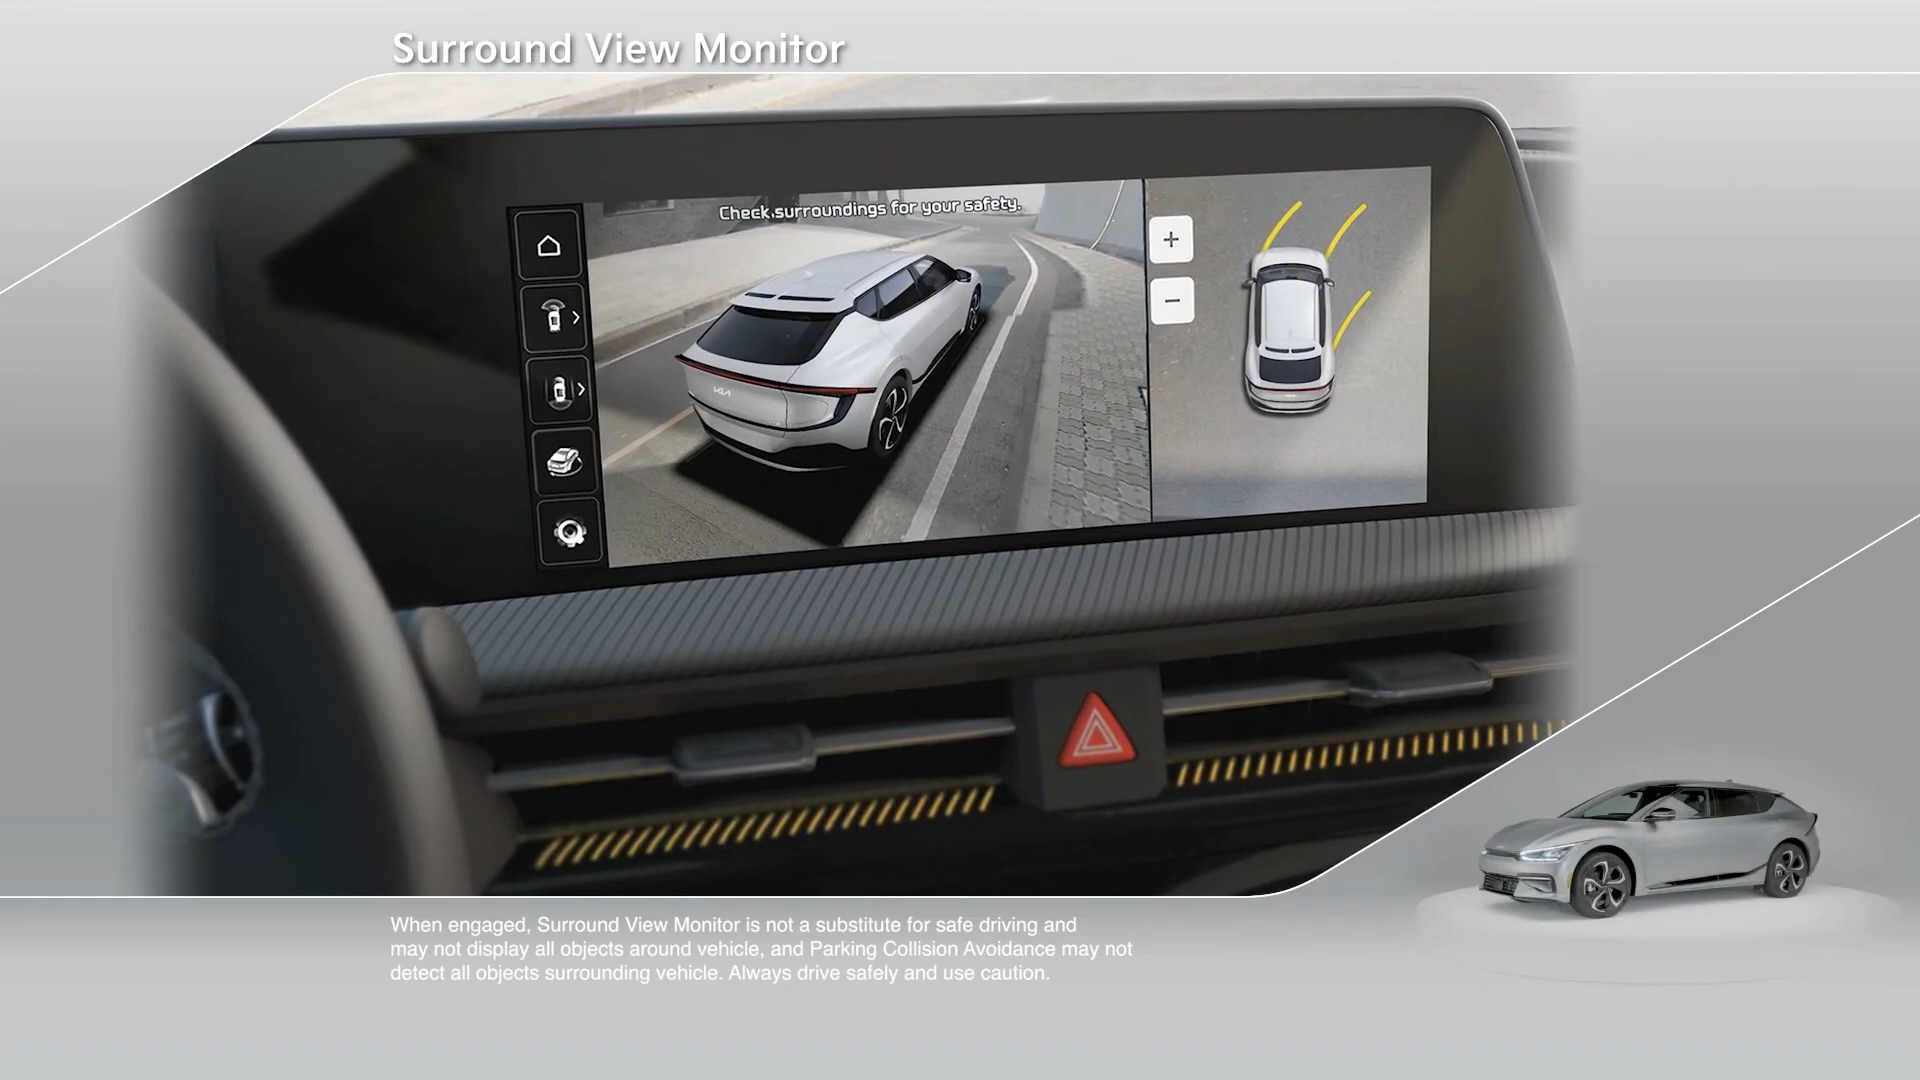 Surround View Monitor
Check surroundings for your safety.
+
-
KIA
When engaged, Surround View Monitor is not a substitute for safe driving and
may not display all objects around vehicle, and Parking Collision Avoidance may not
detect all objects surrounding vehicle. Always drive safely and use caution.